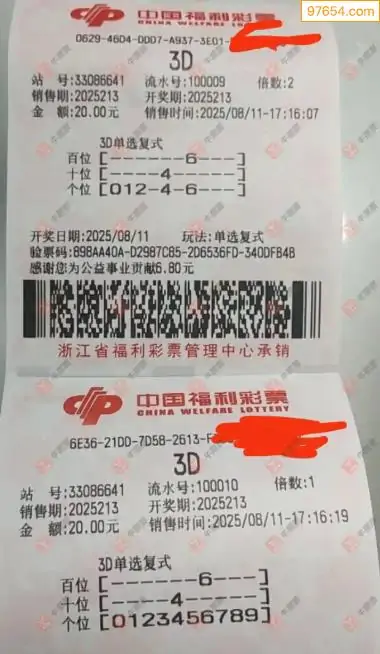 97654.com
中国福利彩票
CHINA WELFARE LOTTERY
0629-46D4-DDD7-A937-3E01-
3D
站 号:33086641 流水号:100009 倍数:2
销售期:2025213 开奖期:2025213
金 额:20.00元 销售时间:2025/08/11-17:16:07
3D单选复式
百位 [------6---]
十位 [----4-----]
个位 [012-4-6---]
开奖日期:2025/08/11 玩法:单选复式
验票码:898AA40A-D2987C85-2D6536FD-340DFB4B
感谢您为公益事业贡献6.80元
浙江省福利彩票管理中心承销
中国福利彩票
CHINA WELFARE LOTTERY
6E36-21DD-7D58-2613-F
3D
站 号:33086641 流水号:100010 倍数:1
销售期:2025213 开奖期:2025213
金 额:20.00元 销售时间:2025/08/11-17:16:19
3D单选复式
百位 [------6---]
十位 [----4-----]
个位 [0123456789]